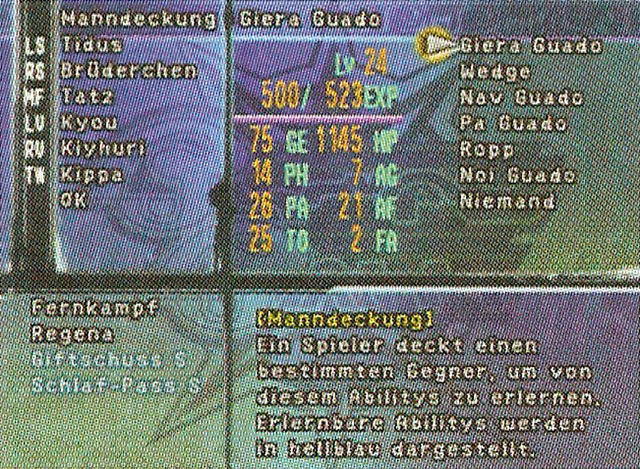 Manndeckung
Giera Guado
LS Tidus
RS Brüderchen
MF Tatz
LV Kyou
RV Kiyhuri
TW Kippa
OK
Lv 24
500/ 523 EXP
75 GE 1145 HP
14 PH 7 AG
26 PA 21 AF
25 TO 2 FA
Giera Guado
Wedge
Nav Guado
Pa Guado
Ropp
Noi Guado
Niemand
Fernkampf
Regena
Giftschuss S
Schlaf-Pass S
[Manndeckung]
Ein Spieler deckt einen
bestimmten Gegner, um von
diesem Abilitys zu erlernen.
Erlernbare Abilitys werden
in hellblau dargestellt.